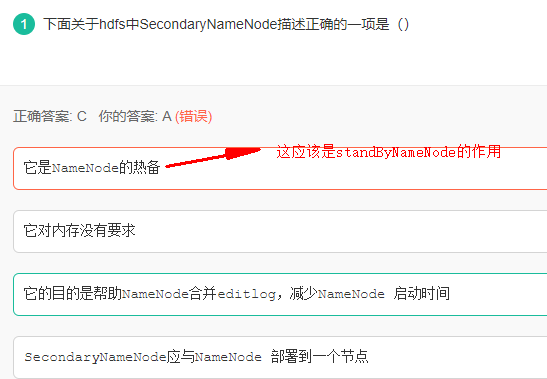 1 下面关于hdfs中SecondaryNameNode描述正确的一项是（）
正确答案: C 你的答案: A (错误)
这应该是standByNameNode的作用
它是NameNode的热备
它对内存没有要求
它的目的是帮助NameNode合并editlog，减少NameNode 启动时间
SecondaryNameNode应与NameNode 部署到一个节点